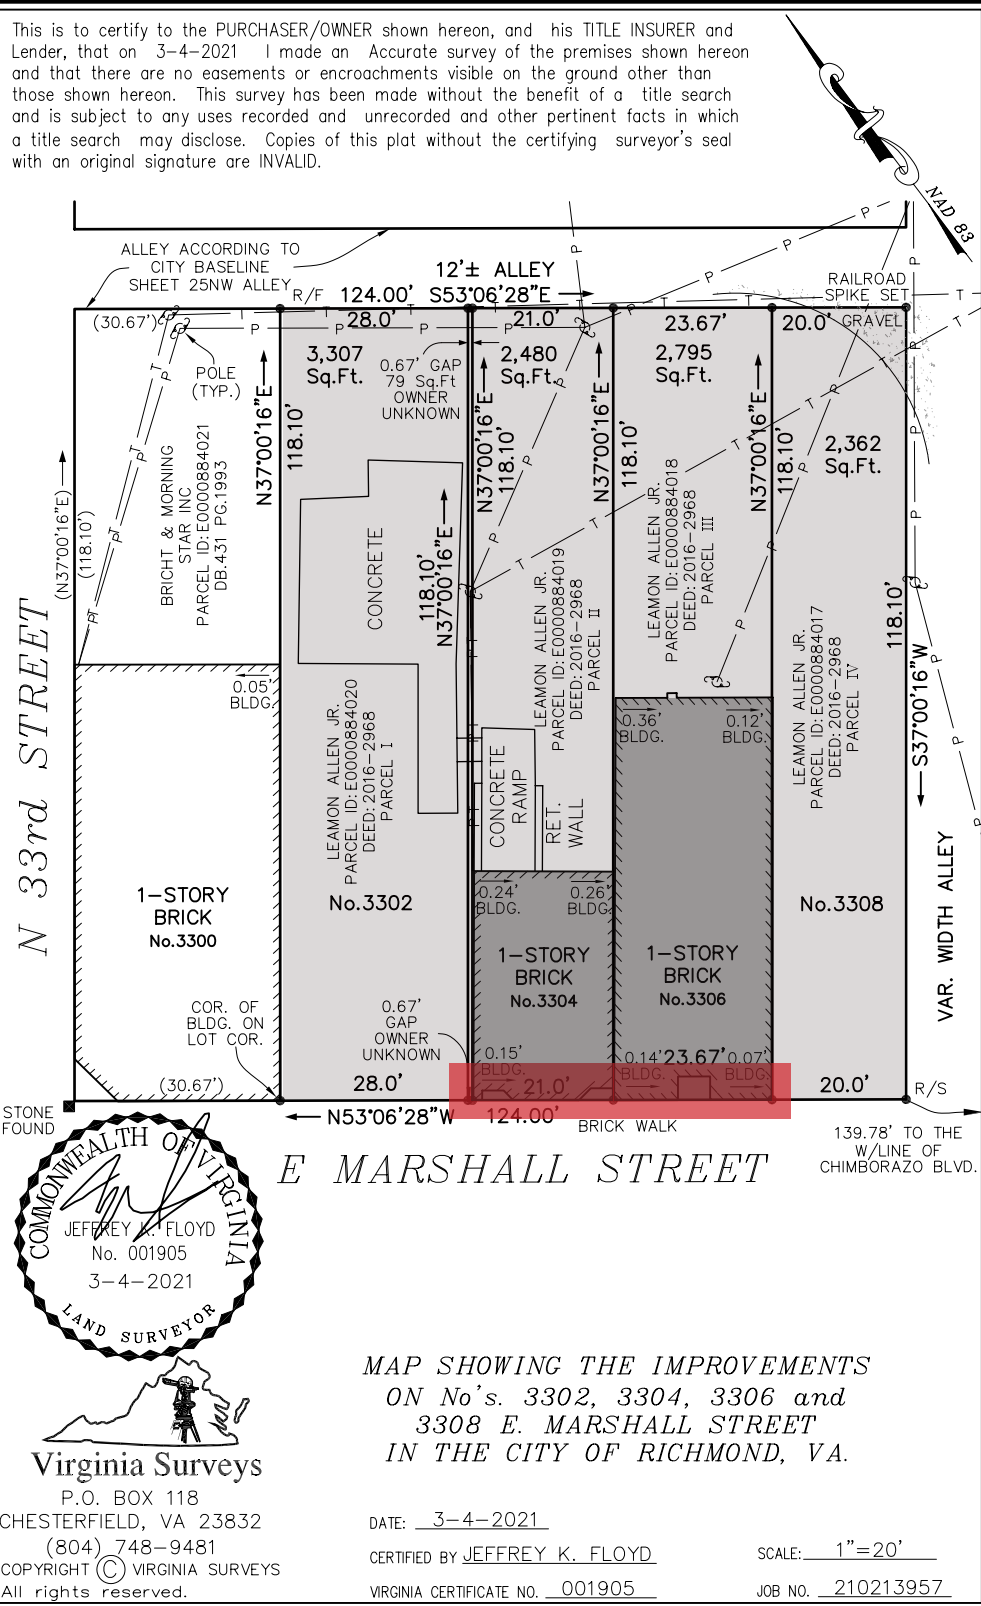 This is to certify to the PURCHASER/OWNER shown hereon, and his TITLE INSURER and
Lender, that on 3-4-2021 I made an Accurate survey of the premises shown hereon
and that there are no easements or encroachments visible on the ground other than
those shown hereon. This survey has been made without the benefit of a title search
and is subject to any uses recorded and unrecorded and other pertinent facts in which
a title search may disclose. Copies of this plat without the certifying surveyor's seal
with an original signature are INVALID.
NAD 83
ALLEY ACCORDING TO
CITY BASELINE
SHEET 25NW ALLEY
12'± ALLEY
R/F
124.00'
S53°06'28"E
RAILROAD
SPIKE SET
(30.67')
28.0'
21.0'
23.67'
20.0'
GRAVEL
3,307
Sq.Ft.
0.67' GAP
79 Sq.Ft
OWNER
UNKNOWN
2,480
Sq.Ft.
2,795
Sq.Ft.
2,362
Sq.Ft.
POLE
(TYP.)
N37°00'16"E
118.10'
N37°00'16"E
118.10'
N37°00'16"E
118.10'
N37°00'16"E
118.10'
(N37°00'16"E)
(118.10')
BRICHT & MORNING
STAR INC
PARCEL ID:E0000884021
DB.431 PG.1993
CONCRETE
118.10'
N37°00'16"E
LEAMON ALLEN JR.
PARCEL ID:E0000884019
DEED:2016-2968
PARCEL II
LEAMON ALLEN JR.
PARCEL ID:E0000884018
DEED:2016-2968
PARCEL III
LEAMON ALLEN JR.
PARCEL ID:E0000884017
DEED:2016-2968
PARCEL IV
118.10'
S37°00'16"W
N 33rd STREET
0.05'
BLDG.
LEAMON ALLEN JR.
PARCEL ID:E0000884020
DEED:2016-2968
PARCEL I
CONCRETE
RAMP
RET.
WALL
0.36'
BLDG.
0.12'
BLDG.
VAR. WIDTH ALLEY
1-STORY
BRICK
No.3300
No.3302
0.24'
BLDG.
0.26'
BLDG.
No.3308
1-STORY
BRICK
No.3304
1-STORY
BRICK
No.3306
COR. OF
BLDG. ON
LOT COR.
0.67'
GAP
OWNER
UNKNOWN
0.15'
BLDG.
0.14'
BLDG.
23.67'
0.07'
BLDG.
(30.67')
28.0'
21.0'
20.0'
R/S
STONE
FOUND
N53°06'28"W
124.00'
BRICK WALK
139.78' TO THE
W/LINE OF
CHIMBORAZO BLVD.
E MARSHALL STREET
COMMONWEALTH OF VIRGINIA
JEFFREY K. FLOYD
No. 001905
3-4-2021
LAND SURVEYOR
Virginia Surveys
P.O. BOX 118
CHESTERFIELD, VA 23832
(804) 748-9481
COPYRIGHT © VIRGINIA SURVEYS
All rights reserved.
MAP SHOWING THE IMPROVEMENTS
ON No's. 3302, 3304, 3306 and
3308 E. MARSHALL STREET
IN THE CITY OF RICHMOND, VA.
DATE: 3-4-2021
CERTIFIED BY JEFFREY K. FLOYD
VIRGINIA CERTIFICATE NO. 001905
SCALE: 1"=20'
JOB NO. 210213957